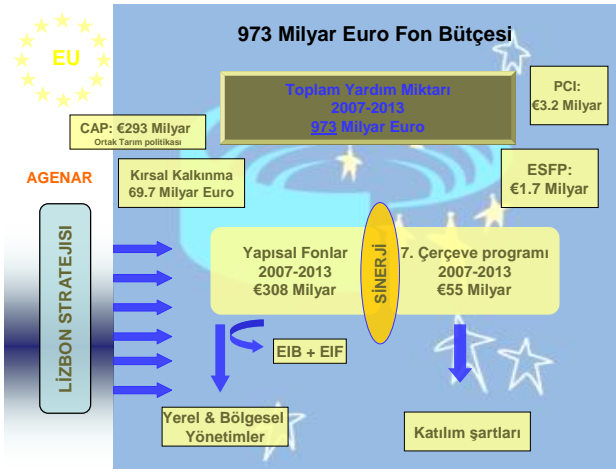 973 Milyar Euro Fon Bütçesi
EU
Toplam Yardım Miktarı
2007-2013
973 Milyar Euro
PCI:
€3.2 Milyar
CAP: €293 Milyar
Ortak Tarım politikası
ESFP:
€1.7 Milyar
AGENAR
Kırsal Kalkınma
69.7 Milyar Euro
LİZBON STRATEJISI
Yapısal Fonlar
2007-2013
€308 Milyar
SİNERJİ
7. Çerçeve programı
2007-2013
€55 Milyar
EIB + EIF
Yerel & Bölgesel
Yönetimler
Katılım şartları